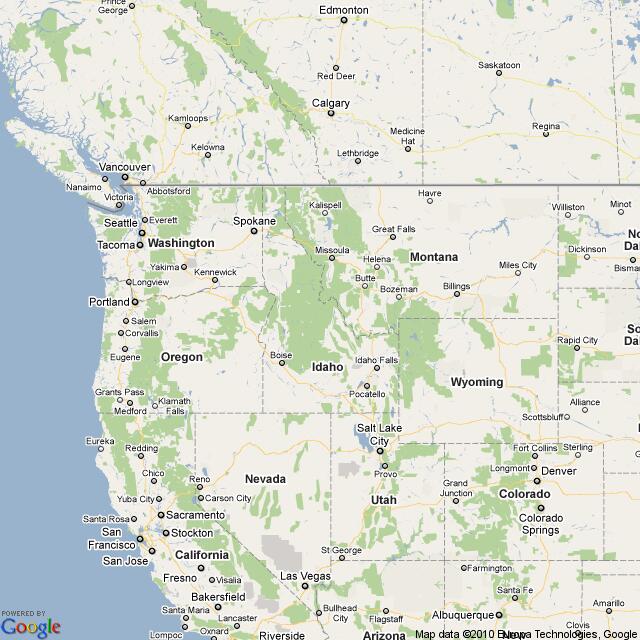 Prince
George
Edmonton
Red Deer
Saskatoon
Calgary
Kamloops
Medicine
Hat
Regina
Kelowna
Lethbridge
Vancouver
Nanaimo
Abbotsford
Victoria
Havre
Kalispell
Williston
Minot
Everett
Seattle
Spokane
Great Falls
Tacoma
Washington
Missoula
Helena
Montana
Dickinson
Bismar
Yakima
Kennewick
Butte
Miles City
Longview
Bozeman
Billings
Portland
Salem
Corvallis
Rapid City
Eugene
Oregon
Boise
Idaho
Idaho Falls
Wyoming
Pocatello
Grants Pass
Medford
Klamath
Falls
Alliance
Scottsbluff
Salt Lake
City
Eureka
Redding
Fort Collins
Sterling
Longmont
Denver
Provo
Chico
Reno
Nevada
Grand
Junction
Colorado
Yuba City
Carson City
Utah
Colorado
Springs
Sacramento
Santa Rosa
San
Francisco
Stockton
San Jose
California
St George
Fresno
Visalia
Las Vegas
Farmington
Bakersfield
Santa Fe
Santa Maria
Lancaster
Bullhead
City
Flagstaff
Albuquerque
Amarillo
Lompoc
Oxnard
Riverside
Arizona
New
Clovis
POWERED BY
Google
Map data ©2010 Europa Technologies, Goo